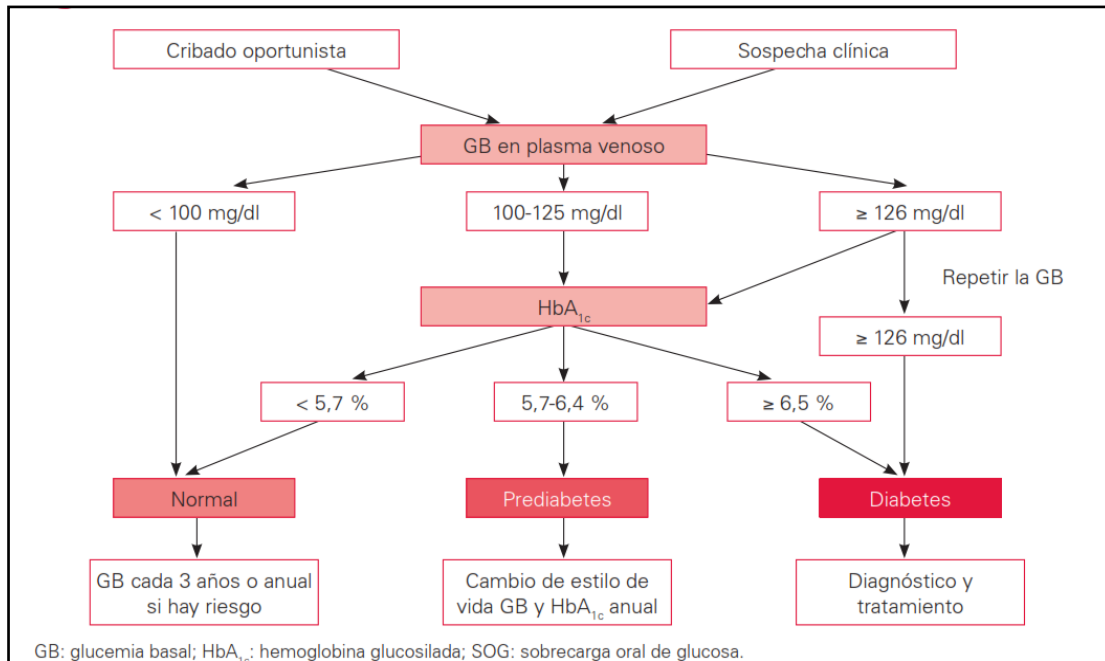 Cribado oportunista
Sospecha clínica
GB en plasma venoso
< 100 mg/dl
100-125 mg/dl
≥ 126 mg/dl
Repetir la GB
HbA1c
≥ 126 mg/dl
< 5,7 %
5,7-6,4 %
≥ 6,5 %
Normal
Prediabetes
Diabetes
GB cada 3 años o anual
si hay riesgo
Cambio de estilo de
vida GB y HbA1c anual
Diagnóstico y
tratamiento
GB: glucemia basal; HbA1c: hemoglobina glucosilada; SOG: sobrecarga oral de glucosa.